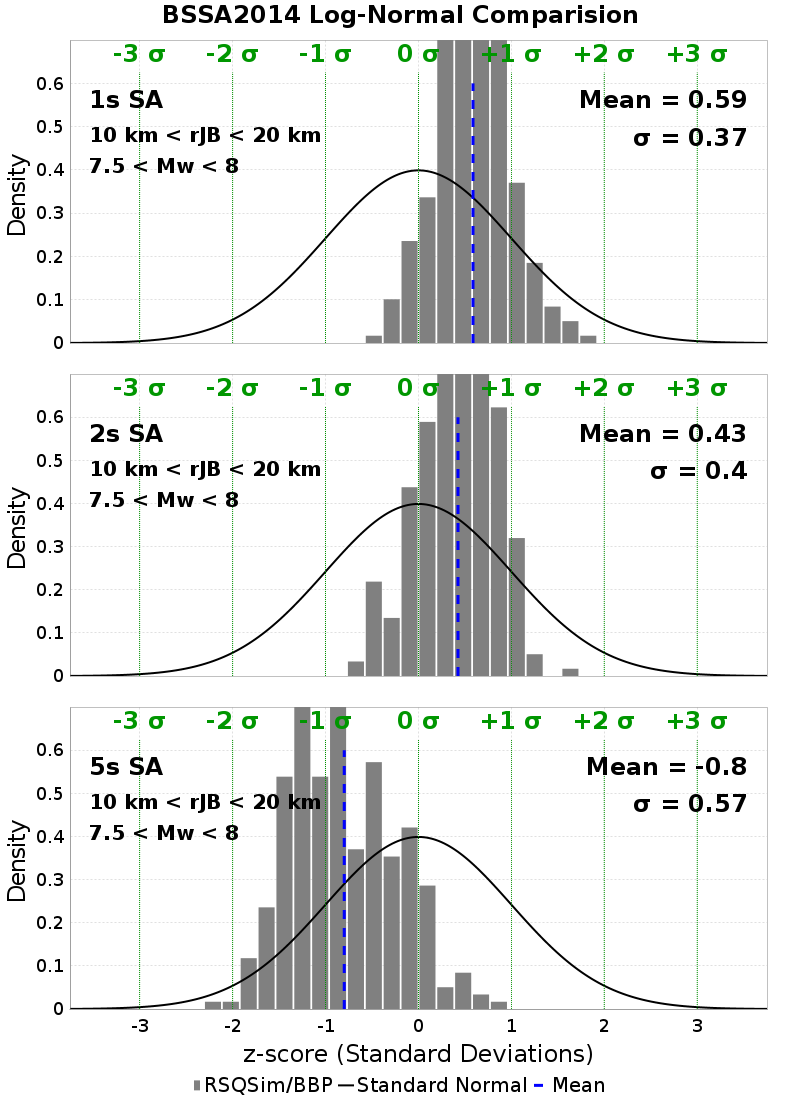 BSSA2014 Log-Normal Comparision
-3 σ -2 σ -1 σ 0 σ +1 σ +2 σ +3 σ
0.6
1s SA Mean = 0.59
0.5
10 km < rJB < 20 km σ = 0.37
7.5 < Mw < 8
0.4
Density
0.3
0.2
0.1
0
-3 σ -2 σ -1 σ 0 σ +1 σ +2 σ +3 σ
0.6
2s SA Mean = 0.43
0.5
10 km < rJB < 20 km σ = 0.4
7.5 < Mw < 8
0.4
Density
0.3
0.2
0.1
0
-3 σ -2 σ -1 σ 0 σ +1 σ +2 σ +3 σ
0.6
5s SA Mean = -0.8
0.5
10 km < rJB < 20 km σ = 0.57
7.5 < Mw < 8
0.4
Density
0.3
0.2
0.1
0
-3 -2 -1 0 1 2 3
z-score (Standard Deviations)
RSQSim/BBP Standard Normal Mean